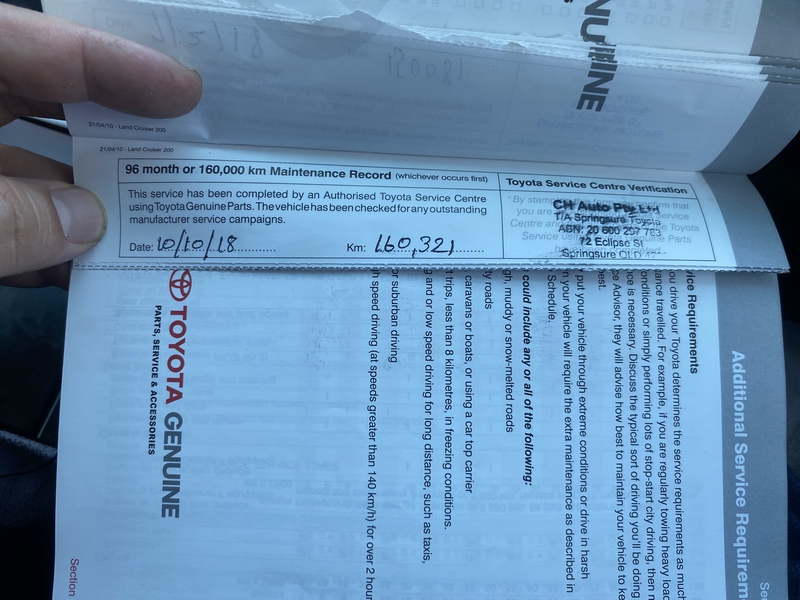 NUINE
21/04/10 - Land Cruiser 200
21/04/10 - Land Cruiser 200
96 month or 160,000 km Maintenance Record (whichever occurs first)
This service has been completed by an Authorised Toyota Service Centre
using Toyota Genuine Parts. The vehicle has been checked for any outstanding
manufacturer service campaigns.
Date: 10/10/18 Km: 160,321
Toyota Service Centre Verification
CH Auto Pty Ltd
T/A Springsure Toyota
ABN: 20 600 297 763
72 Eclipse St
Springsure QLD
Additional Service Requirem
vice Requirements
ou drive your Toyota determines the service requirements as much
ance travelled. For example, if you are regularly towing heavy load
onditions or simply performing lots of stop-start city driving, then m
ce is necessary. Discuss the typical sort of driving you'll be doing
e Advisor, they will advise how best to maintain your vehicle to ke
est.
put your vehicle through extreme conditions or drive in harsh
n your vehicle will require the extra maintenance as described in
Schedule.
could include any or all of the following:
gh, muddy or snow-melted roads
ty roads
caravans or boats, or using a car top carrier
t trips, less than 8 kilometres, in freezing conditions.
g and or low speed driving for long distance, such as taxis,
or suburban driving
h speed driving (at speeds greater than 140 km/h) for over 2 hour
TOYOTA GENUINE
PARTS, SERVICE & ACCESSORIES
Section